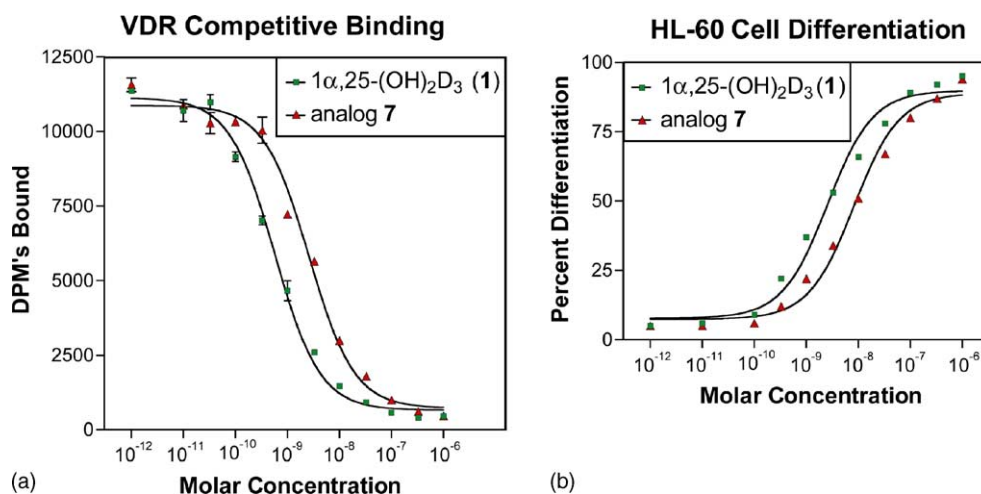 VDR Competitive Binding
1α,25-(OH)₂D₃ (1)
analog 7
DPM's Bound
12500
10000
7500
5000
2500
0
10⁻¹² 10⁻¹¹ 10⁻¹⁰ 10⁻⁹ 10⁻⁸ 10⁻⁷ 10⁻⁶
Molar Concentration
(a)
HL-60 Cell Differentiation
1α,25-(OH)₂D₃ (1)
analog 7
Percent Differentiation
100
75
50
25
0
10⁻¹² 10⁻¹¹ 10⁻¹⁰ 10⁻⁹ 10⁻⁸ 10⁻⁷ 10⁻⁶
Molar Concentration
(b)